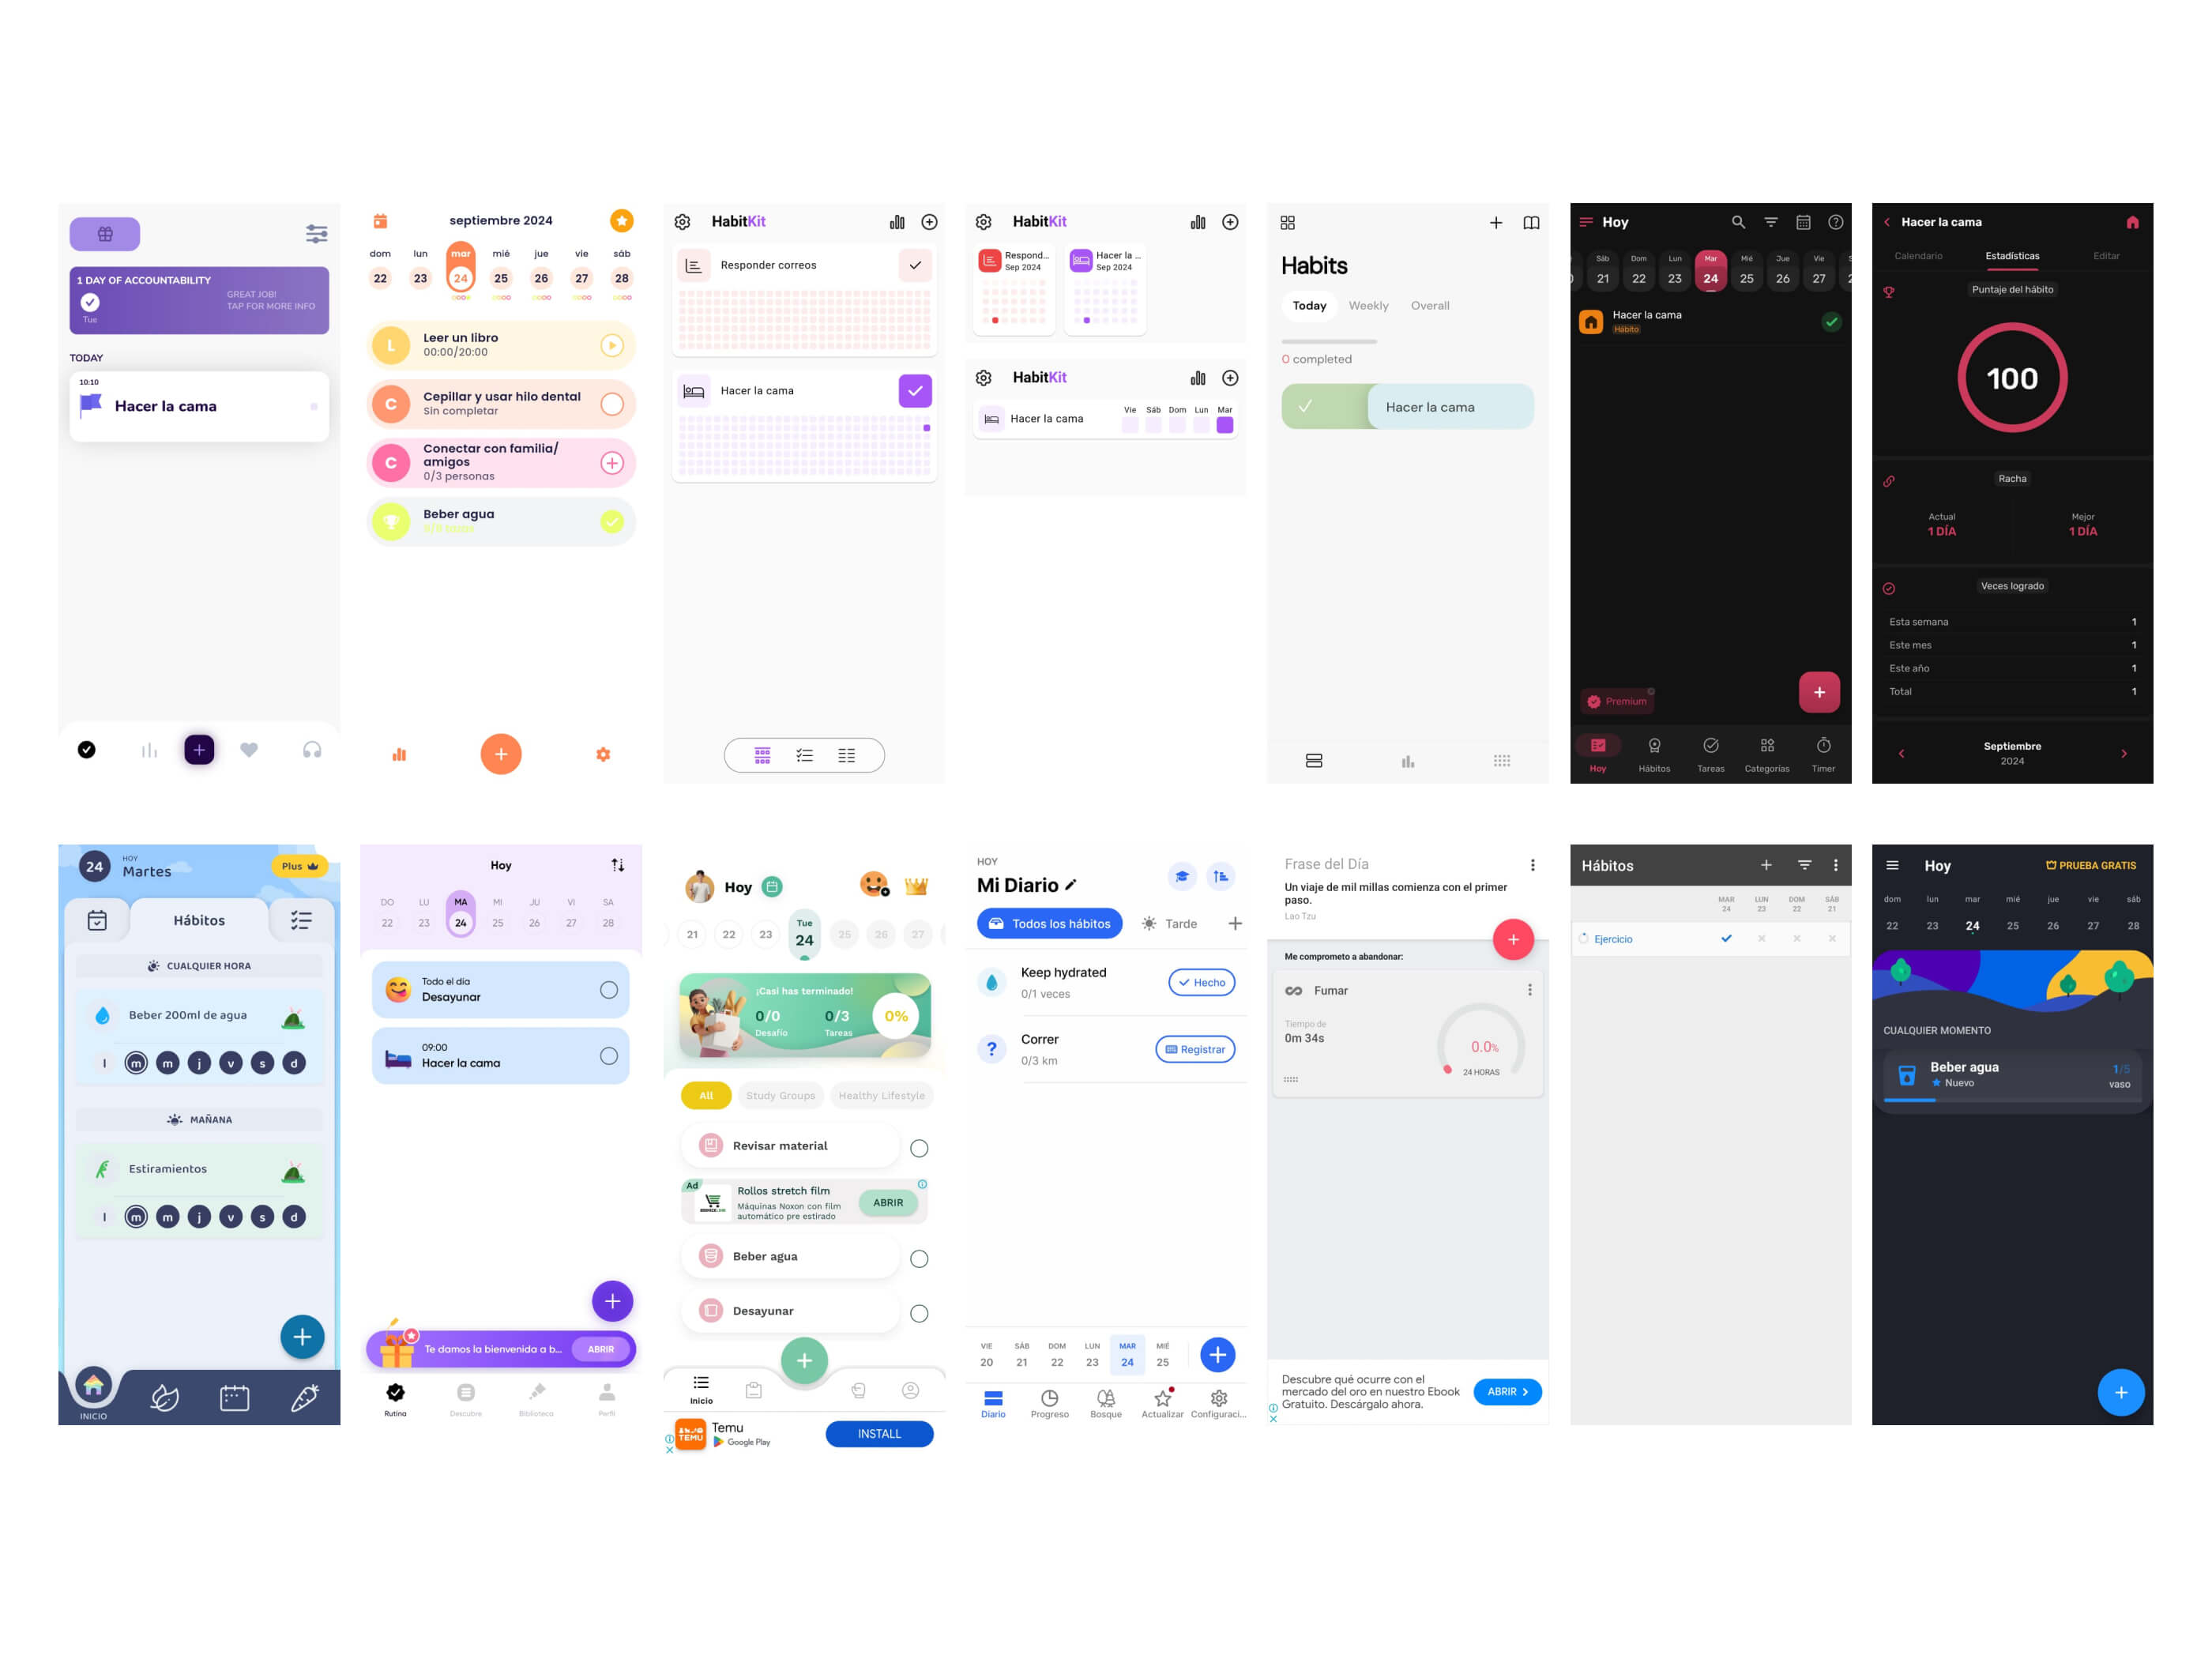 1 DAY OF ACCOUNTABILITY
GREAT JOB!
TAP FOR MORE INFO
Tue
TODAY
10:10
Hacer la cama
septiembre 2024
dom lun mar mié jue vie sáb
22 23 24 25 26 27 28
L
Leer un libro
00:00/20:00
C
Cepillar y usar hilo dental
Sin completar
C
Conectar con familia/
amigos
0/3 personas
Beber agua
HabitKit
Responder correos
Hacer la cama
HabitKit
Respond...
Sep 2024
Hacer la ...
Sep 2024
HabitKit
Hacer la cama
Vie Sáb Dom Lun Mar
Habits
Today Weekly Overall
0 completed
Hacer la cama
Hoy
Sáb Dom Lun Mar Mié Jue Vie
21 22 23 24 25 26 27
Hacer la cama
Hábito
Premium
Hoy Hábitos Tareas Categorías Timer
Hacer la cama
Calendario Estadísticas Editar
Puntaje del hábito
100
Racha
Actual
1 DÍA
Mejor
1 DÍA
Veces logrado
Esta semana 1
Este mes 1
Este año 1
Total 1
Septiembre
2024
24
HOY
Martes
Plus
Hábitos
CUALQUIER HORA
Beber 200ml de agua
l m m j v s d
MAÑANA
Estiramientos
l m m j v s d
INICIO
Hoy
DO LU MA MI JU VI SA
22 23 24 25 26 27 28
Todo el día
Desayunar
09:00
Hacer la cama
Te damos la bienvenida a b...
ABRIR
Rutina Descubre Biblioteca Perfil
Hoy
21 22 23 Tue 24 25 26 27
¡Casi has terminado!
0/0
Desafío
0/3
Tareas
0%
All Study Groups Healthy Lifestyle
Revisar material
Ad
Rollos stretch film
Máquinas Noxon con film
automático pre estirado
ABRIR
Beber agua
Desayunar
Inicio
TEMU
Temu
Google Play
INSTALL
HOY
Mi Diario
Todos los hábitos
Tarde
Keep hydrated
0/1 veces
Hecho
?
Correr
0/3 km
Registrar
VIE SÁB DOM LUN MAR MIÉ
20 21 22 23 24 25
Diario Progreso Bosque Actualizar Configuraci...
Frase del Día
Un viaje de mil millas comienza con el primer
paso.
Lao Tzu
Me comprometo a abandonar:
Fumar
Tiempo de
0m 34s
0.0%
24 HORAS
Descubre qué ocurre con el
mercado del oro en nuestro Ebook
Gratuito. Descárgalo ahora.
ABRIR
Hábitos
MAR LUN DOM SÁB
24 23 22 21
Ejercicio
Hoy
PRUEBA GRATIS
dom lun mar mié jue vie sáb
22 23 24 25 26 27 28
CUALQUIER MOMENTO
Beber agua
Nuevo
1/5
vaso